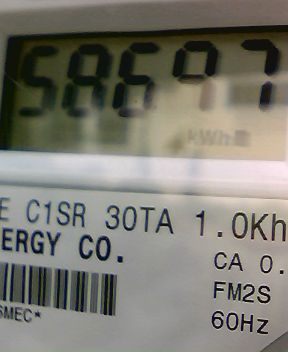 58697
kWh
E C1SR 30TA 1.0Kh
ERGY CO.
CA 0.
FM2S
SMEC*
60Hz